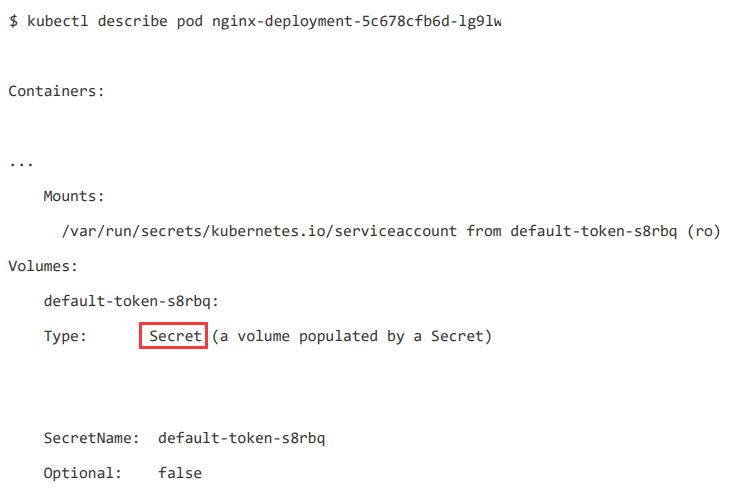 $ kubectl describe pod nginx-deployment-5c678cfb6d-lg9lw
Containers:
...
Mounts:
/var/run/secrets/kubernetes.io/serviceaccount from default-token-s8rbq (ro)
Volumes:
default-token-s8rbq:
Type: Secret (a volume populated by a Secret)
SecretName: default-token-s8rbq
Optional: false